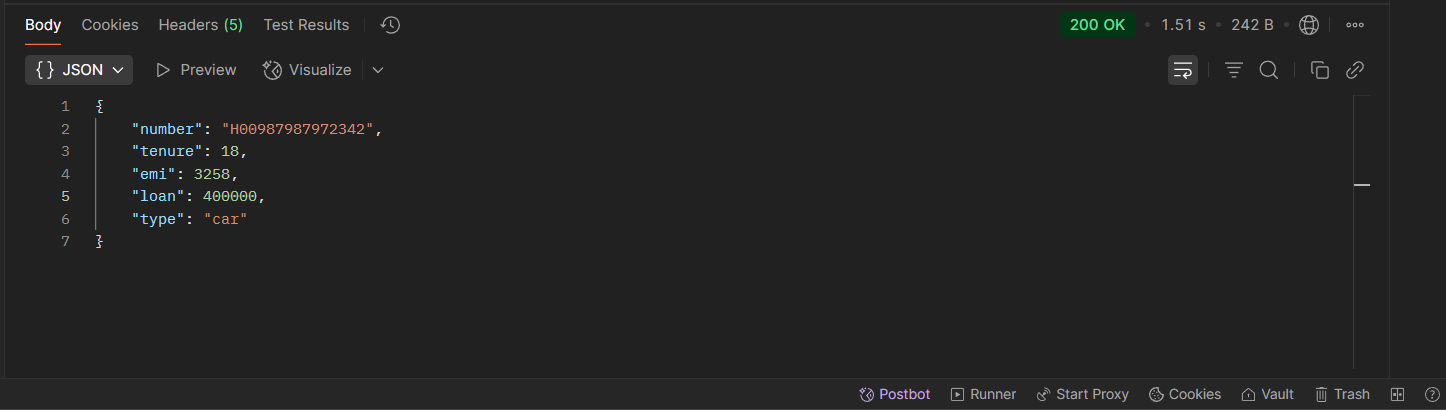 Body Cookies Headers (5) Test Results 200 OK • 1.51 s • 242 B •
{} JSON Preview Visualize
1 {
2 "number": "H00987987972342",
3 "tenure": 18,
4 "emi": 3258,
5 "loan": 400000,
6 "type": "car"
7 }
Postbot Runner Start Proxy Cookies Vault Trash